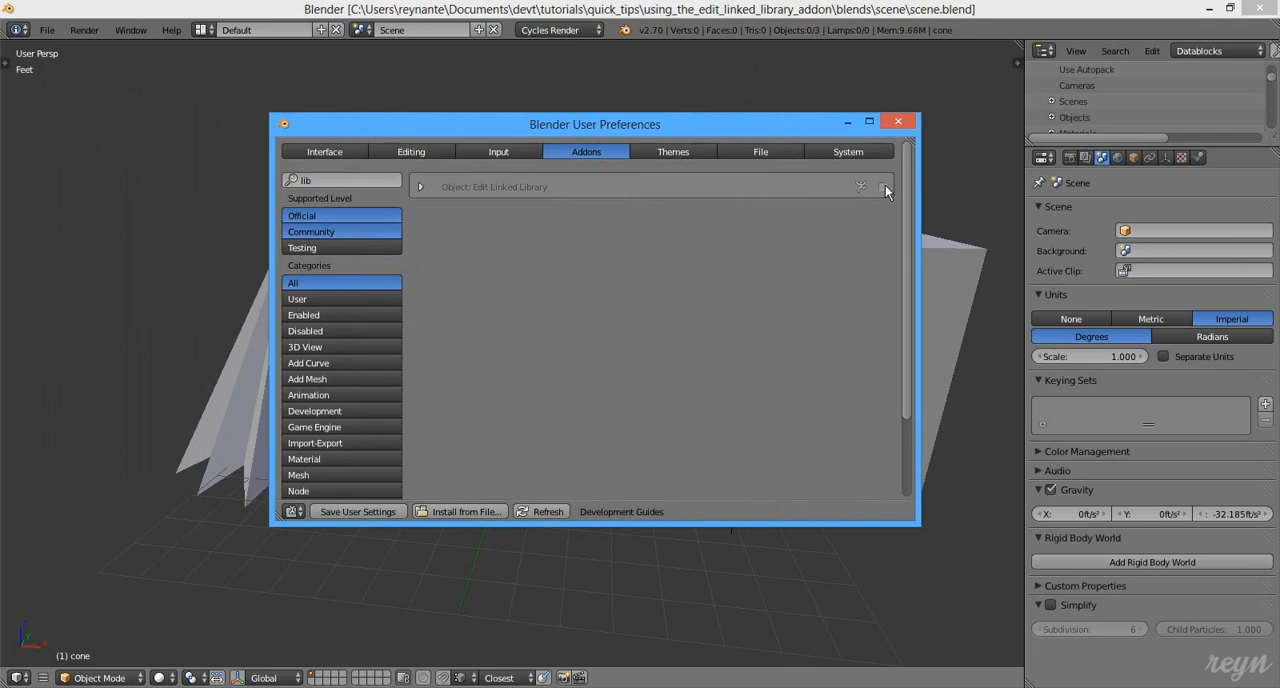 Blender [C:\Users\reynante\Documents\devt\tutorials\quick_tips\using_the_edit_linked_library_addon\blends\scene\scene.blend]
File Render Window Help Default Scene Cycles Render v2.70 | Verts:0 | Faces:0 | Tris:0 | Objects:0/3 | Lamps:0/0 | Mem:9.68M | cone
User Persp
Feet
View Search Edit Datablocks
Use Autopack
Cameras
Scenes
Objects
Blender User Preferences
Interface Editing Input Addons Themes File System
lib
Object: Edit Linked Library
Supported Level
Official
Community
Testing
Categories
All
User
Enabled
Disabled
3D View
Add Curve
Add Mesh
Animation
Development
Game Engine
Import-Export
Material
Mesh
Node
Save User Settings Install from File... Refresh Development Guides
Scene
Scene
Camera:
Background:
Active Clip:
Units
None Metric Imperial
Degrees Radians
Scale: 1.000 Separate Units
Keying Sets
Color Management
Audio
Gravity
X: 0ft/s² Y: 0ft/s² : -32.185ft/s²
Rigid Body World
Add Rigid Body World
Custom Properties
Simplify
Subdivision: 6 Child Particles: 1.000
(1) cone
Object Mode Global Closest
reyn